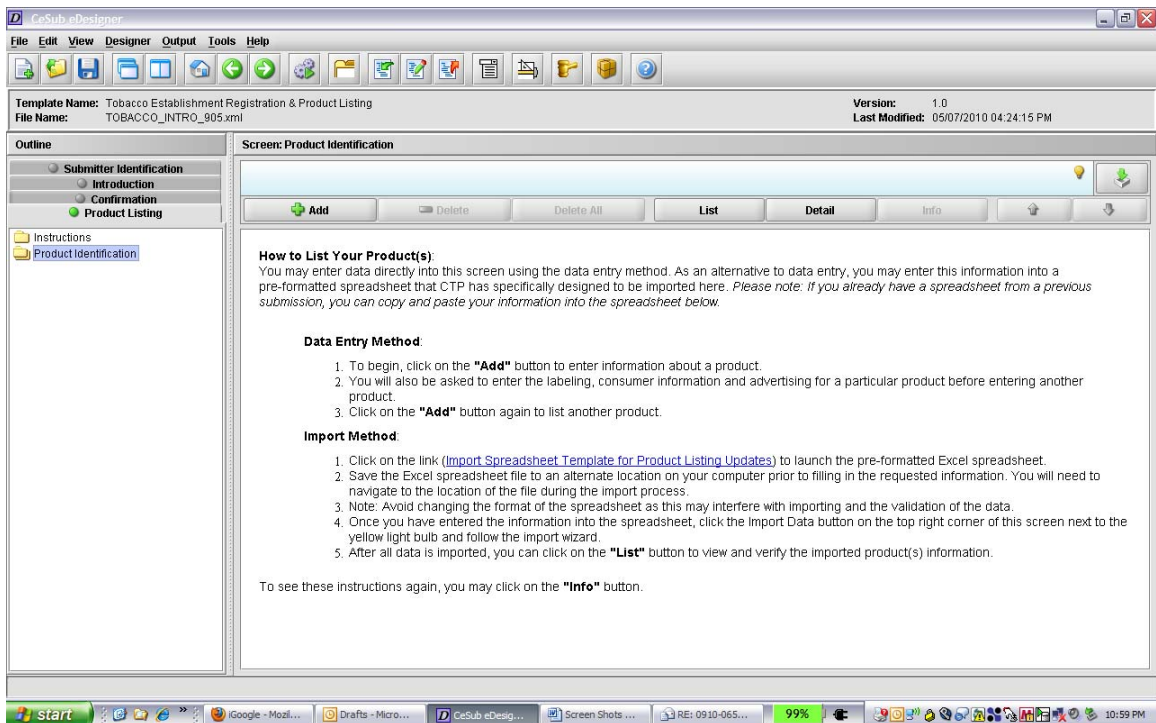 CeSub eDesigner
File Edit View Designer Output Tools Help
Template Name: Tobacco Establishment Registration & Product Listing
Version: 1.0
File Name: TOBACCO_INTRO_905.xml
Last Modified: 05/07/2010 04:24:15 PM
Outline
Screen: Product Identification
Submitter Identification
Introduction
Confirmation
Product Listing
Add Delete Delete All List Detail Info
Instructions
Product Identification
How to List Your Product(s):
You may enter data directly into this screen using the data entry method. As an alternative to data entry, you may enter this information into a
pre-formatted spreadsheet that CTP has specifically designed to be imported here. Please note: If you already have a spreadsheet from a previous
submission, you can copy and paste your information into the spreadsheet below.
Data Entry Method:
1. To begin, click on the "Add" button to enter information about a product.
2. You will also be asked to enter the labeling, consumer information and advertising for a particular product before entering another
product.
3. Click on the "Add" button again to list another product.
Import Method:
1. Click on the link (Import Spreadsheet Template for Product Listing Updates) to launch the pre-formatted Excel spreadsheet.
2. Save the Excel spreadsheet file to an alternate location on your computer prior to filling in the requested information. You will need to
navigate to the location of the file during the import process.
3. Note: Avoid changing the format of the spreadsheet as this may interfere with importing and the validation of the data.
4. Once you have entered the information into the spreadsheet, click the Import Data button on the top right corner of this screen next to the
yellow light bulb and follow the import wizard.
5. After all data is imported, you can click on the "List" button to view and verify the imported product(s) information.
To see these instructions again, you may click on the "Info" button.
start iGoogle - Mozil... Drafts - Micro... CeSub eDesig... Screen Shots ... RE: 0910-065... 99% 10:59 PM